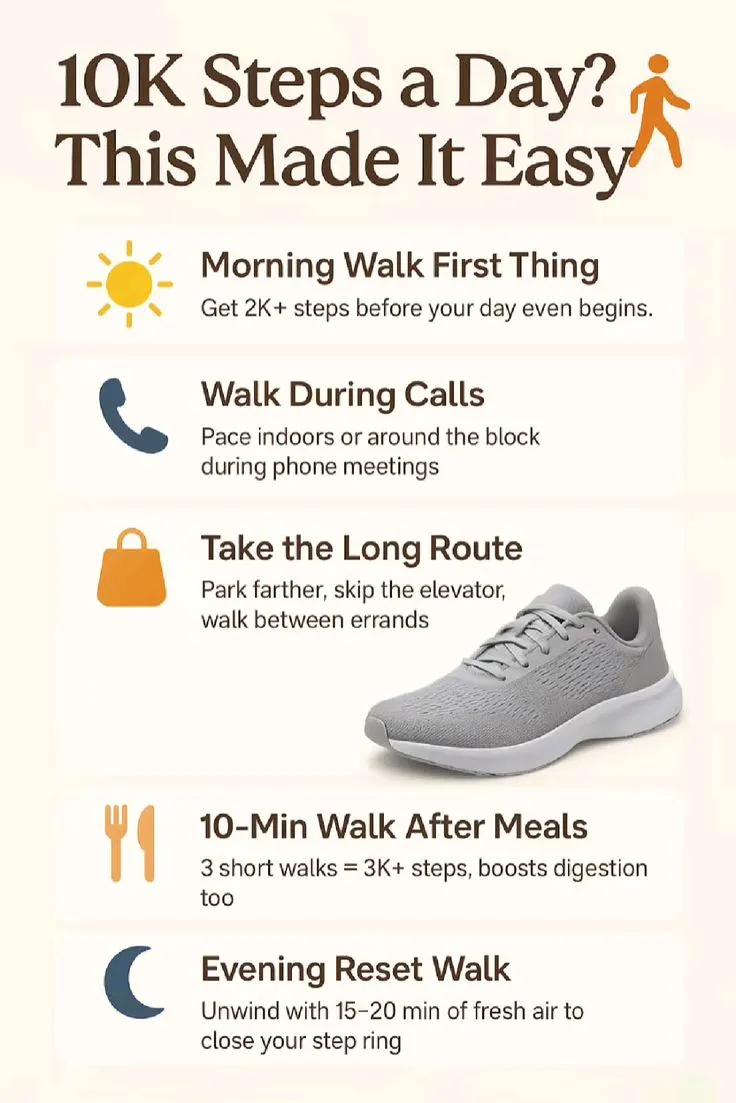 10K Steps a Day?
This Made It Easy
Morning Walk First Thing
Get 2K+ steps before your day even begins.
Walk During Calls
Pace indoors or around the block
during phone meetings
Take the Long Route
Park farther, skip the elevator,
walk between errands
10-Min Walk After Meals
3 short walks = 3K+ steps, boosts digestion
too
Evening Reset Walk
Unwind with 15–20 min of fresh air to
close your step ring